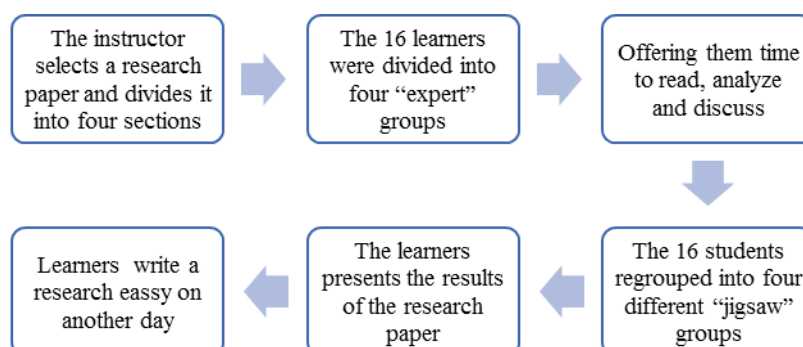 The instructor
selects a research
paper and divides it
into four sections
The 16 learners
were divided into
four “expert”
groups
Offering them time
to read, analyze
and discuss
The 16 students
regrouped into four
different “jigsaw”
groups
The learners
presents the results
of the research
paper
Learners write a
research eassy on
another day